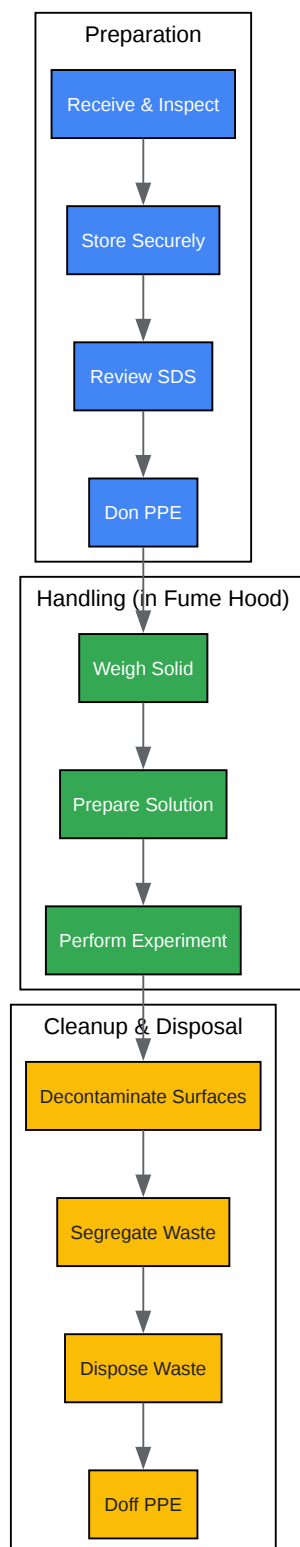 Preparation
Receive & Inspect
Store Securely
Review SDS
Don PPE
Handling (in Fume Hood)
Weigh Solid
Prepare Solution
Perform Experiment
Cleanup & Disposal
Decontaminate Surfaces
Segregate Waste
Dispose Waste
Doff PPE